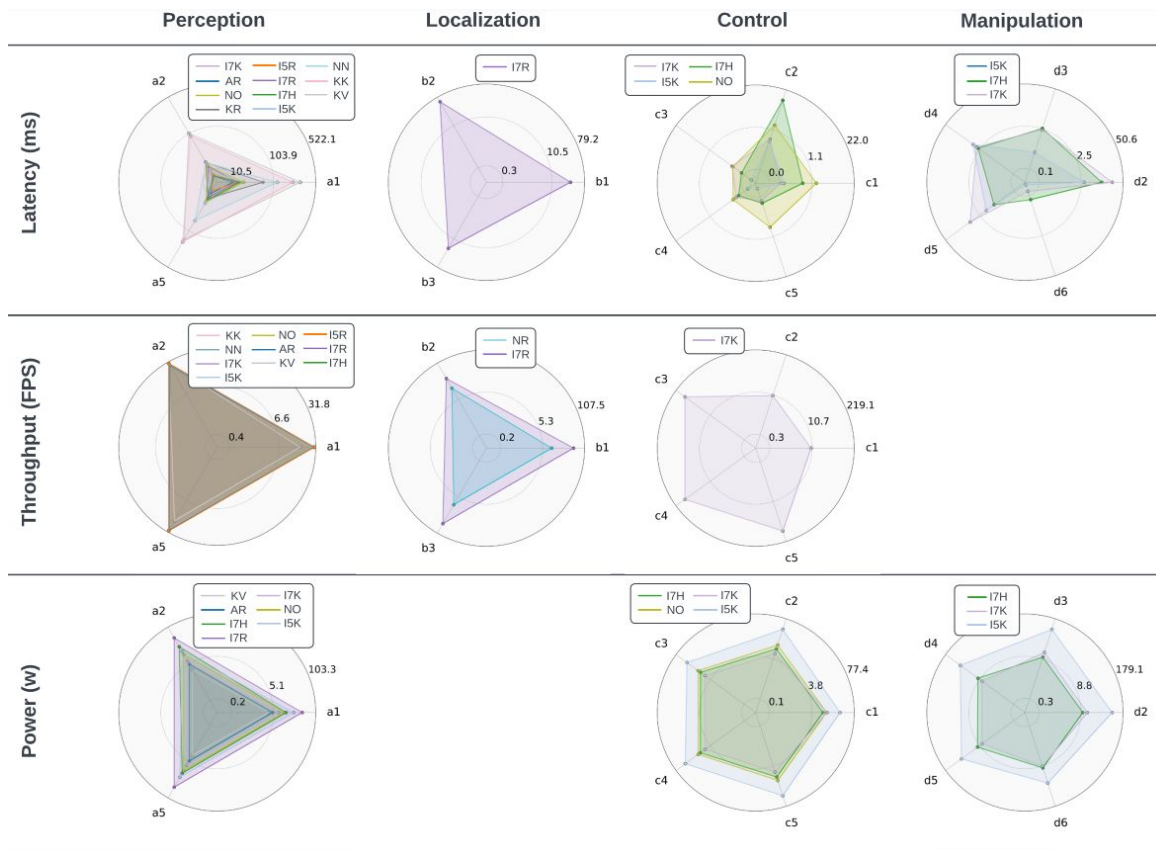 Perception Localization Control Manipulation
Latency (ms)
I7K I5R NN
AR I7R KK
NO I7H KV
KR I5K
a2
522.1
103.9
10.5
a1
a5
I7R
b2
79.2
10.5
0.3
b1
b3
I7K I7H
I5K NO
c2
c3
22.0
1.1
0.0
c1
c4
c5
I5K
I7H
I7K
d3
d4
50.6
2.5
0.1
d2
d5
d6
Throughput (FPS)
KK NO I5R
NN AR I7R
I7K KV I7H
I5K
a2
31.8
6.6
0.4
a1
a5
NR
I7R
b2
107.5
5.3
0.2
b1
b3
I7K
c2
c3
219.1
10.7
0.3
c1
c4
c5
Power (w)
KV I7K
AR NO
I7H I5K
I7R
a2
103.3
5.1
0.2
a1
a5
I7H I7K
NO I5K
c2
c3
77.4
3.8
0.1
c1
c4
c5
I7H
I7K
I5K
d3
d4
179.1
8.8
0.3
d2
d5
d6